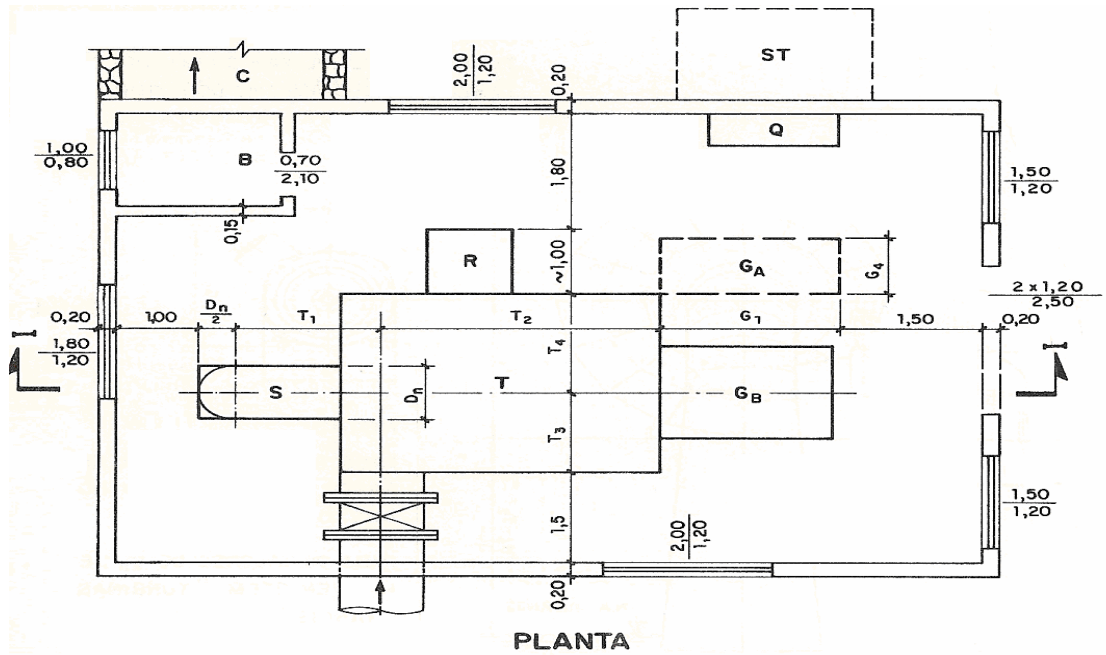 ST
2,00
1,20
0,20
C
Q
1,00
0,80
B
0,70
2,10
1,80
1,50
1,20
0,15
R
~1,00
GA
G4
2 x 1,20
2,50
0,20
1,00
Dn
2
T1
T2
G1
1,50
0,20
I
1,80
1,20
T4
I
S
Dn
T
GB
T3
1,5
2,00
1,20
1,50
1,20
0,20
PLANTA